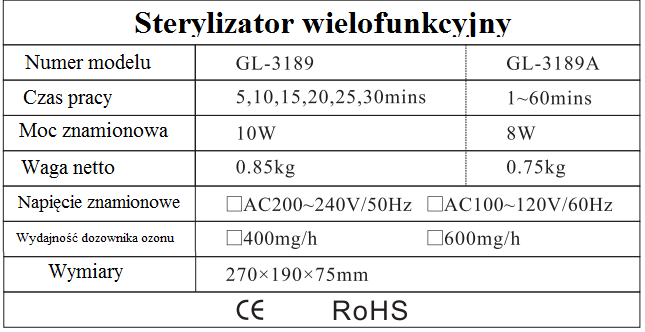 Sterylizator wielofunkcyjny
Numer modelu GL-3189 GL-3189A
Czas pracy 5,10,15,20,25,30mins 1~60mins
Moc znamionowa 10W 8W
Waga netto 0.85kg 0.75kg
Napięcie znamionowe □AC200~240V/50Hz □AC100~120V/60Hz
Wydajność dozownika ozonu □400mg/h □600mg/h
Wymiary 270×190×75mm
CE RoHS